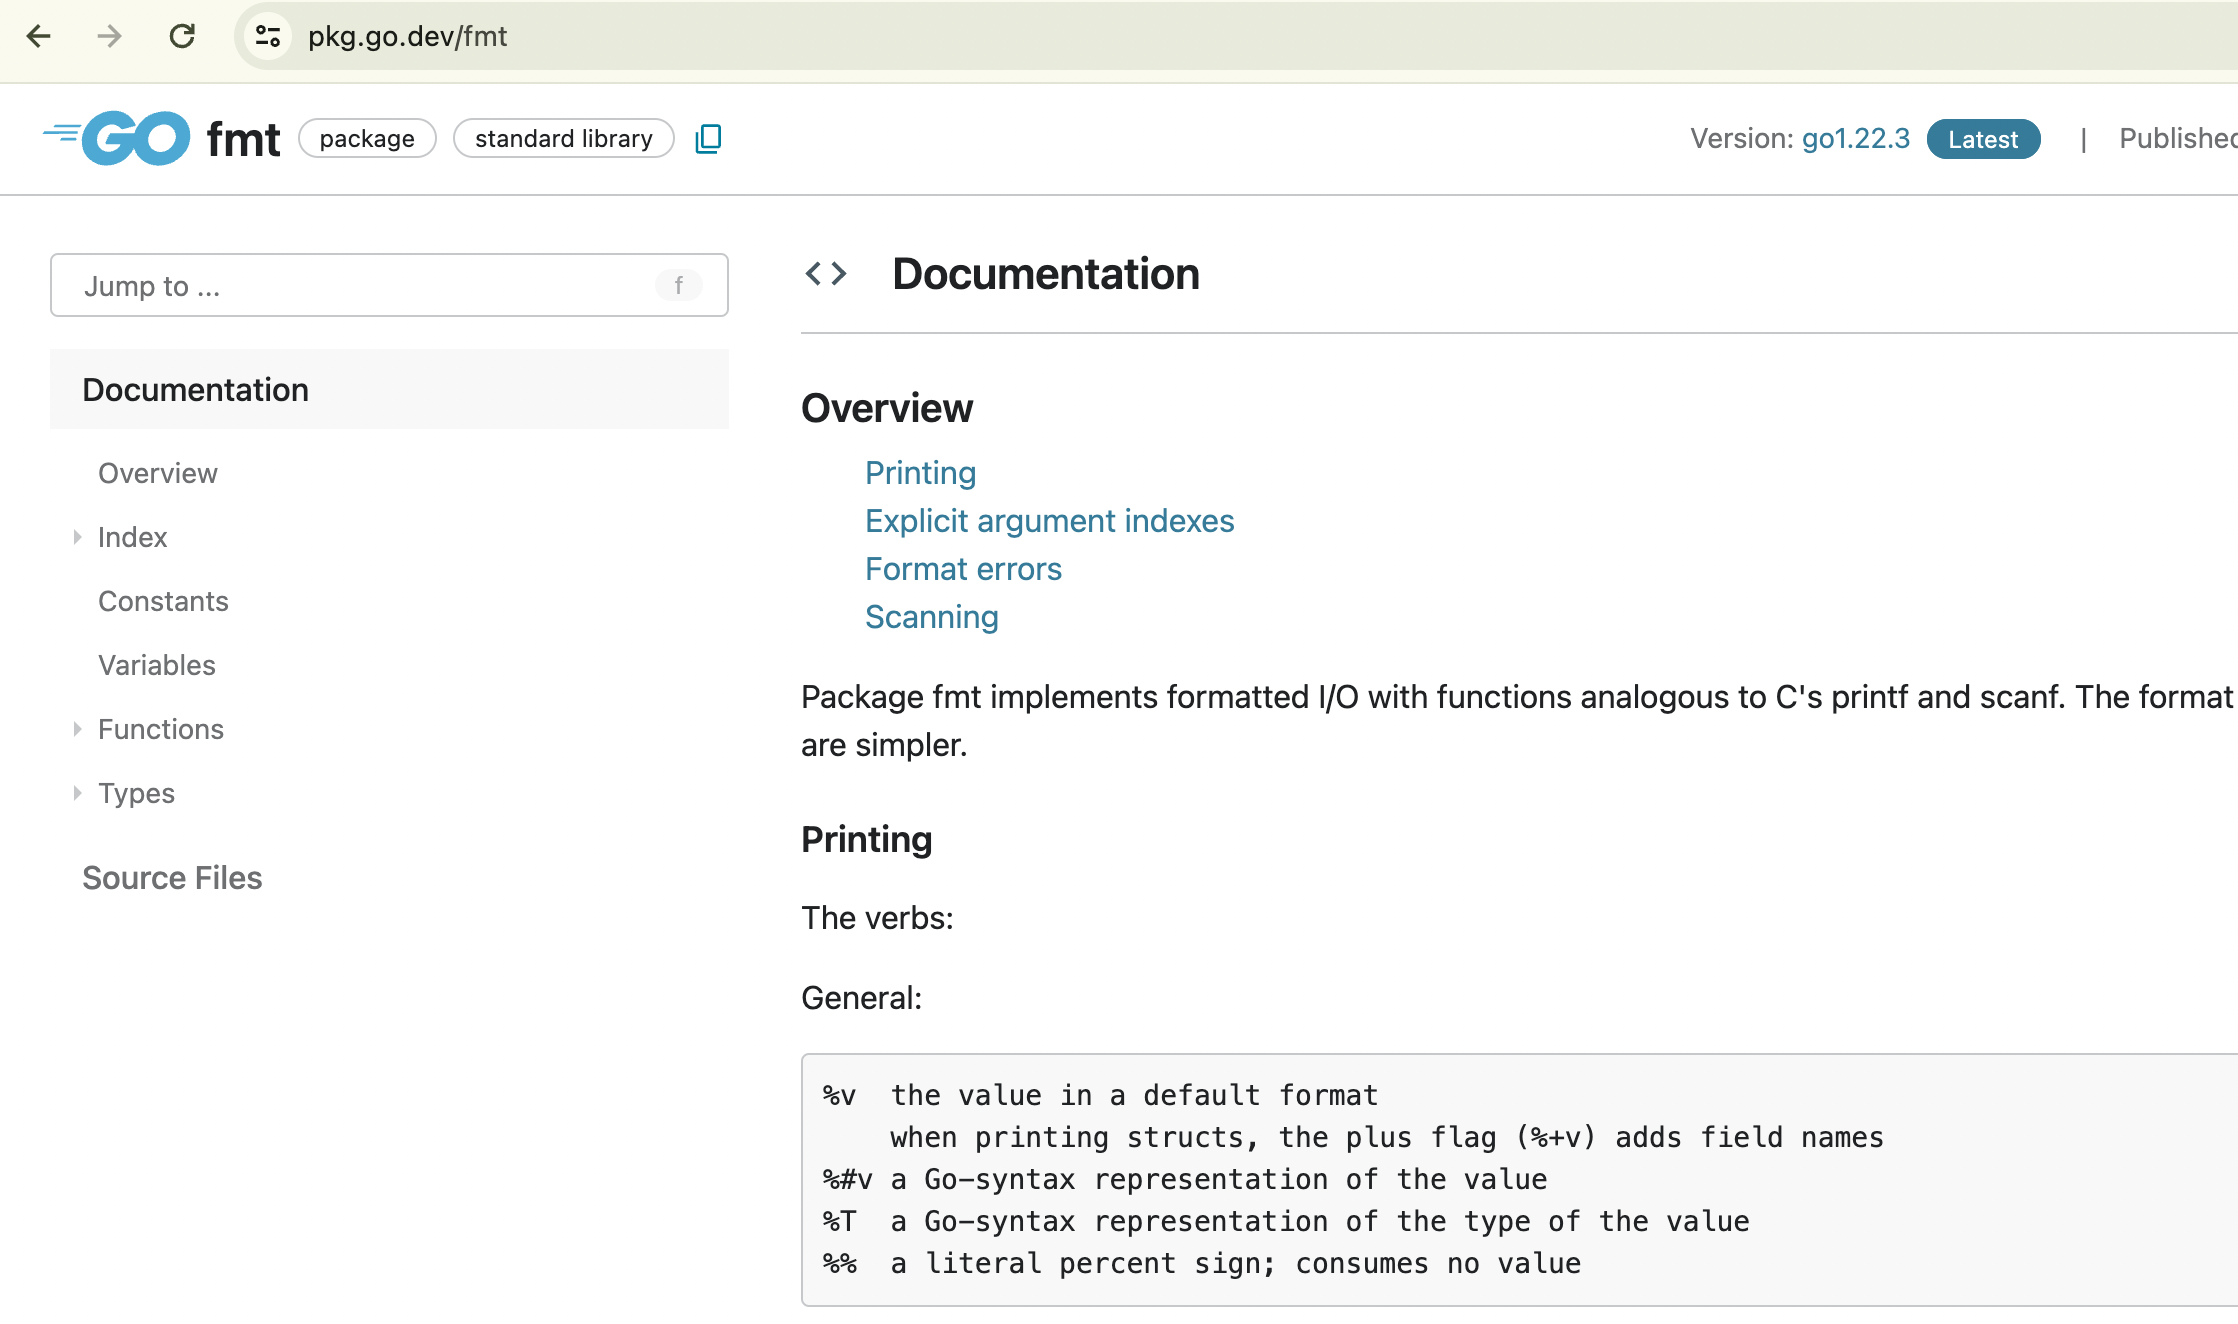 pkg.go.dev/fmt
GO fmt package standard library
Version: go1.22.3 Latest | Published
Jump to ... f
Documentation
Overview
Index
Constants
Variables
Functions
Types
Source Files
Documentation
Overview
Printing
Explicit argument indexes
Format errors
Scanning
Package fmt implements formatted I/O with functions analogous to C's printf and scanf. The format
are simpler.
Printing
The verbs:
General:
%v  the value in a default format
    when printing structs, the plus flag (%+v) adds field names
%#v a Go-syntax representation of the value
%T  a Go-syntax representation of the type of the value
%%  a literal percent sign; consumes no value